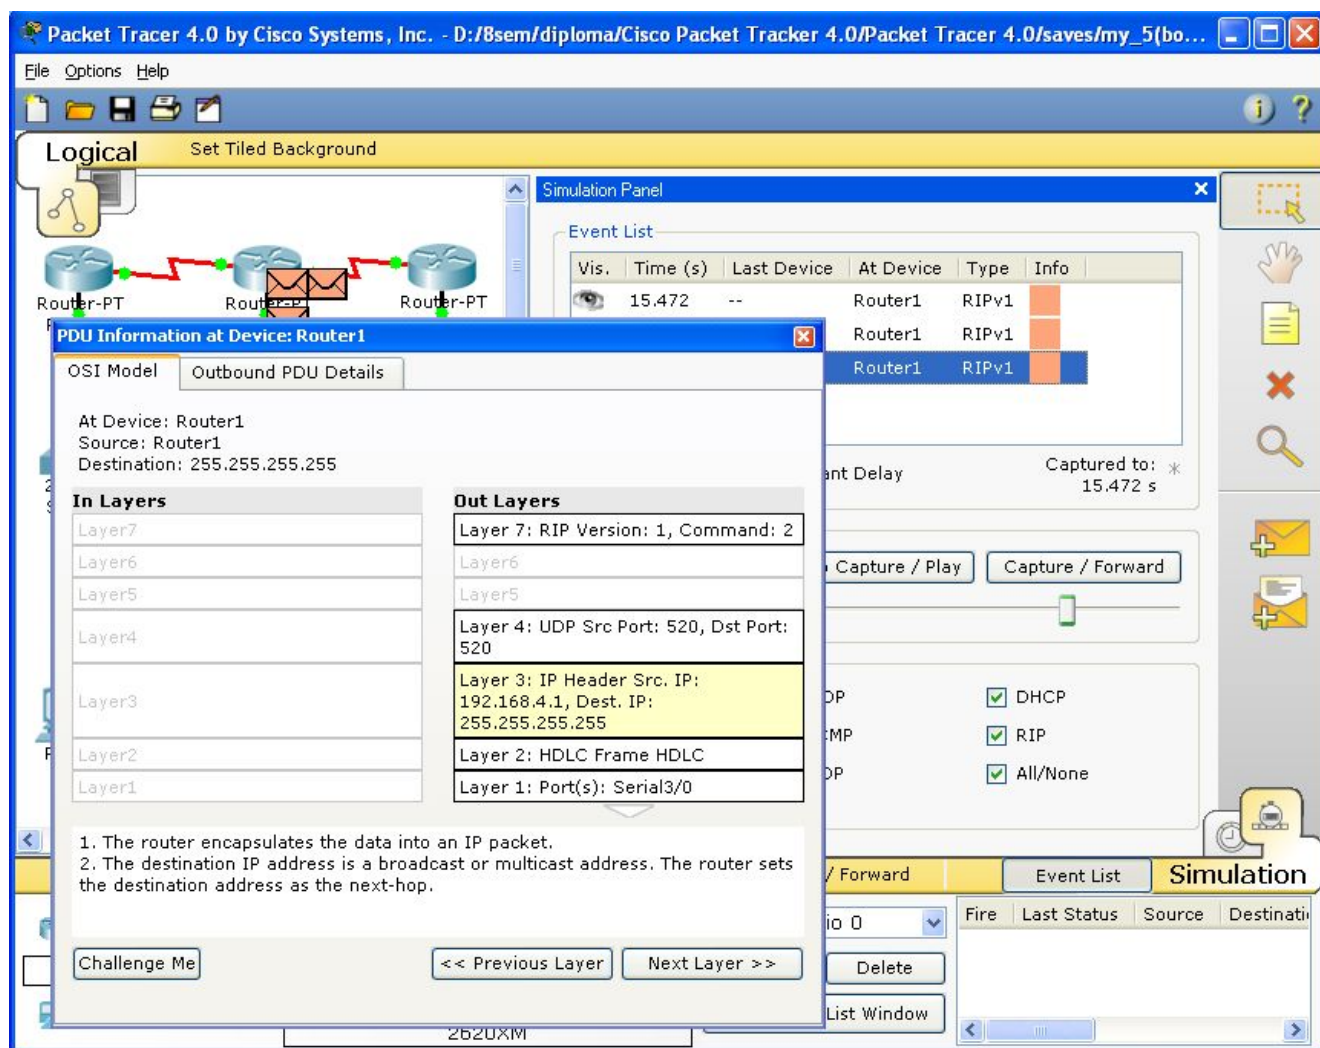 Packet Tracer 4.0 by Cisco Systems, Inc. - D:/8sem/diploma/Cisco Packet Tracker 4.0/Packet Tracer 4.0/saves/my_5(bo...
File Options Help
Logical Set Tiled Background
Simulation Panel
Event List
Vis. Time (s) Last Device At Device Type Info
15.472 -- Router1 RIPv1
Router1 RIPv1
Router1 RIPv1
Router-PT Router-P Router-PT
PDU Information at Device: Router1
OSI Model Outbound PDU Details
At Device: Router1
Source: Router1
Destination: 255.255.255.255
In Layers Out Layers
Layer7 Layer 7: RIP Version: 1, Command: 2
Layer6 Layer6
Layer5 Layer5
Layer4 Layer 4: UDP Src Port: 520, Dst Port:
520
Layer3 Layer 3: IP Header Src. IP:
192.168.4.1, Dest. IP:
255.255.255.255
Layer2 Layer 2: HDLC Frame HDLC
Layer1 Layer 1: Port(s): Serial3/0
1. The router encapsulates the data into an IP packet.
2. The destination IP address is a broadcast or multicast address. The router sets
the destination address as the next-hop.
Challenge Me << Previous Layer Next Layer >>
Delay Captured to: *
15.472 s
Capture / Play Capture / Forward
DHCP
RIP
All/None
/ Forward Event List Simulation
0 Fire Last Status Source Destinati
Delete
List Window
2620XM